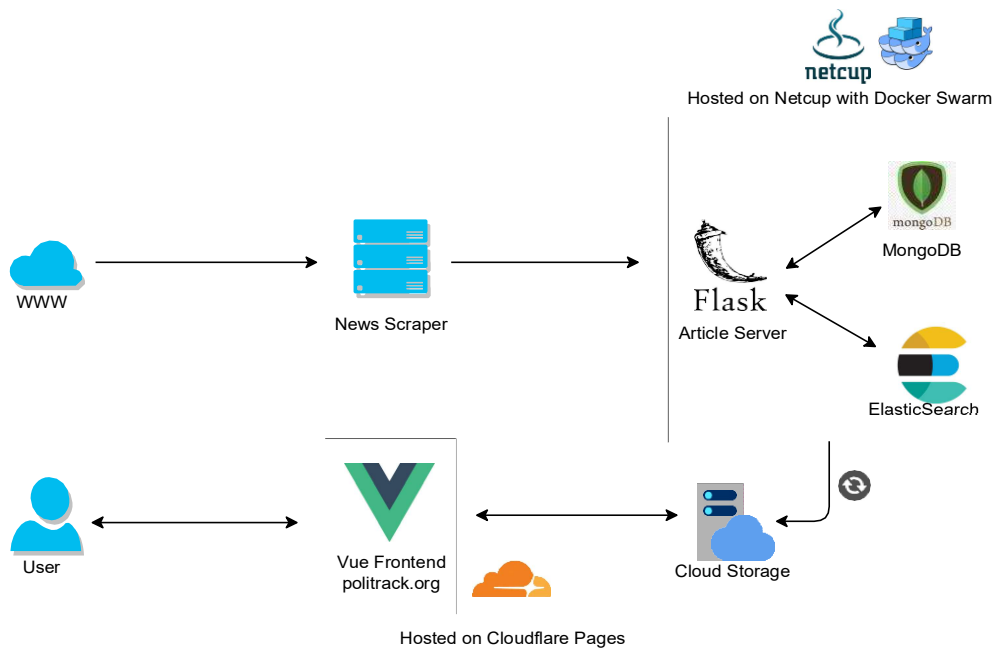 netcup
Hosted on Netcup with Docker Swarm
mongoDB
MongoDB
WWW
News Scraper
Flask
Article Server
ElasticSearch
User
Vue Frontend
politrack.org
Cloud Storage
Hosted on Cloudflare Pages